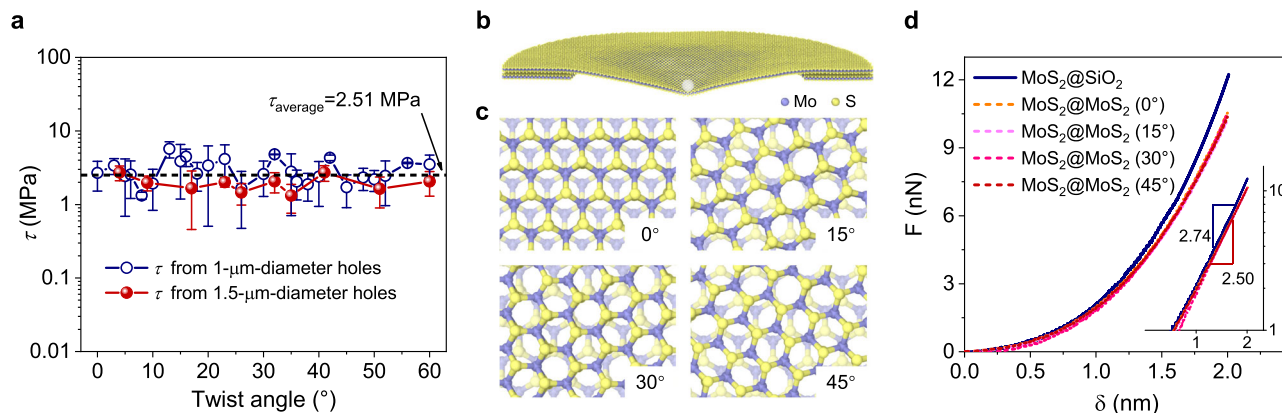 a
τ (MPa)
100
10
1
0.1
0.01
τaverage=2.51 MPa
τ from 1-μm-diameter holes
τ from 1.5-μm-diameter holes
0 10 20 30 40 50 60
Twist angle (°)
b
Mo S
c
0° 15°
30° 45°
d
F (nN)
12
9
6
3
0
MoS₂@SiO₂
MoS₂@MoS₂ (0°)
MoS₂@MoS₂ (15°)
MoS₂@MoS₂ (30°)
MoS₂@MoS₂ (45°)
10
2.74
2.50
1
1 2
0.0 0.5 1.0 1.5 2.0
δ (nm)